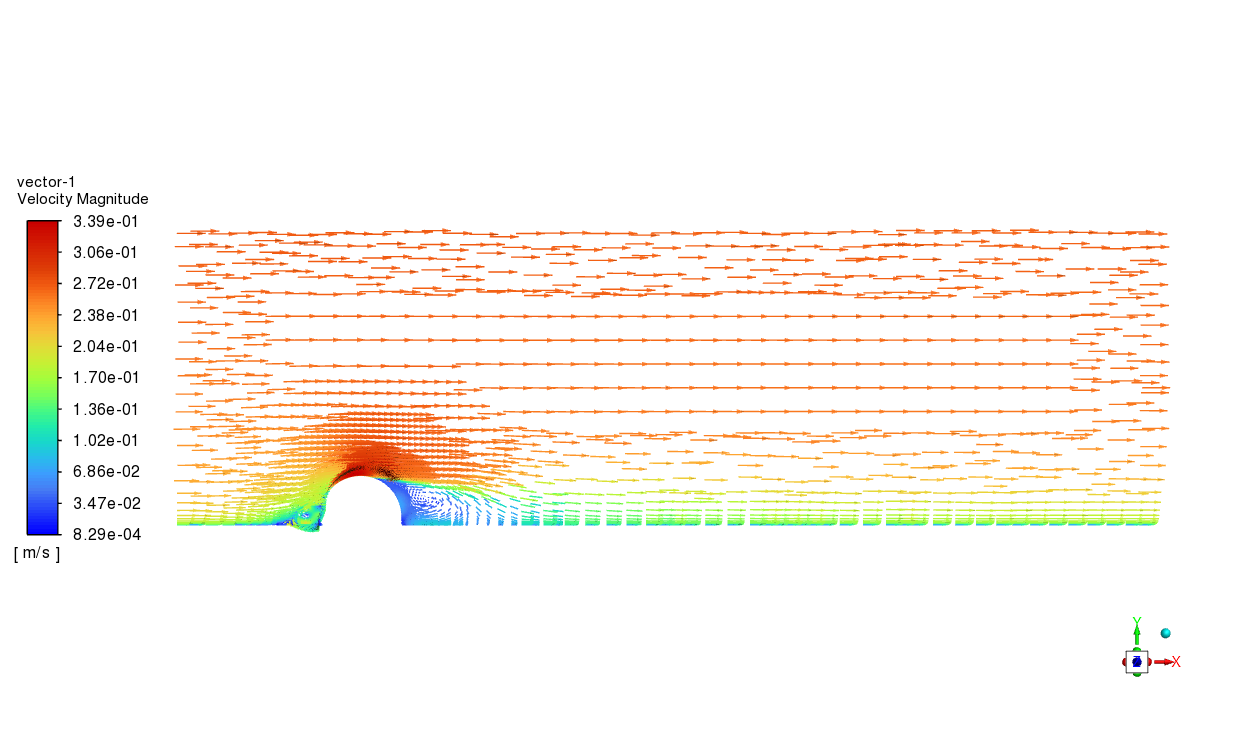 vector-1
Velocity Magnitude
3.39e-01
3.06e-01
2.72e-01
2.38e-01
2.04e-01
1.70e-01
1.36e-01
1.02e-01
6.86e-02
3.47e-02
8.29e-04
[ m/s ]
Y
Z
X